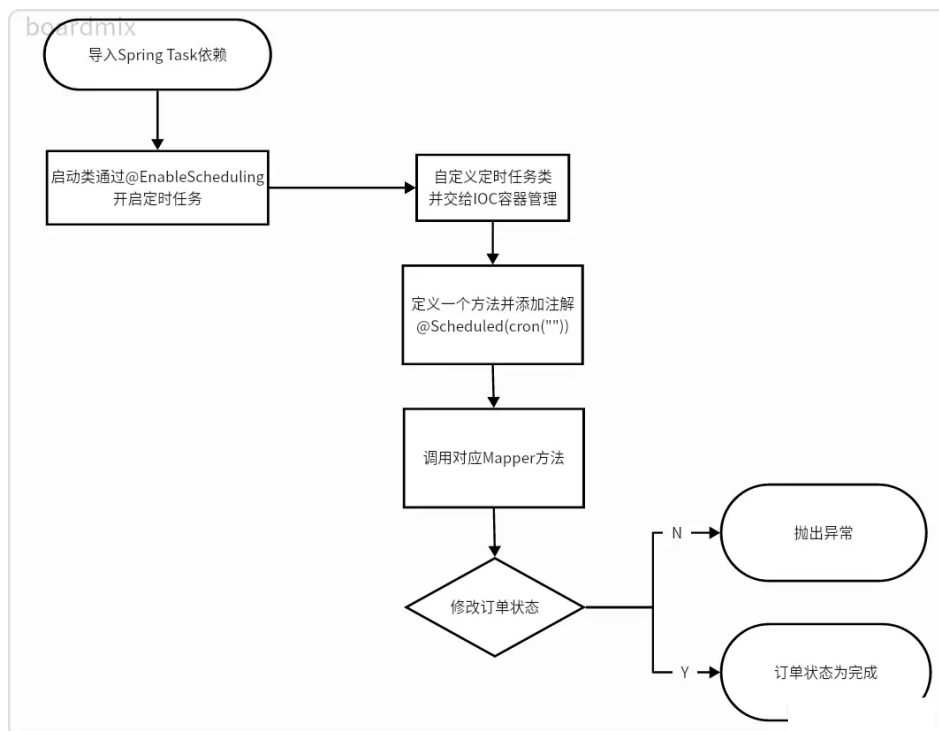 boardmix
导入Spring Task依赖
启动类通过@EnableScheduling
开启定时任务
自定义定时任务类
并交给IOC容器管理
定义一个方法并添加注解
@Scheduled(cron(""))
调用对应Mapper方法
修改订单状态
N
抛出异常
Y
订单状态为完成